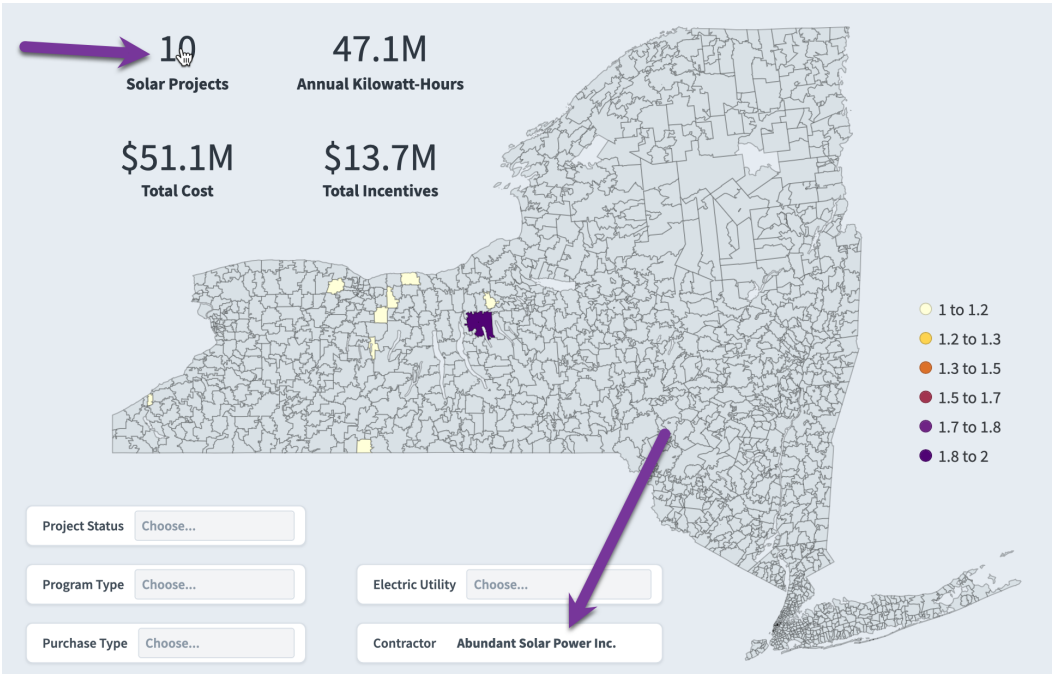 10
Solar Projects
47.1M
Annual Kilowatt-Hours
$51.1M
Total Cost
$13.7M
Total Incentives
1 to 1.2
1.2 to 1.3
1.3 to 1.5
1.5 to 1.7
1.7 to 1.8
1.8 to 2
Project Status Choose...
Program Type Choose...
Electric Utility Choose...
Purchase Type Choose...
Contractor Abundant Solar Power Inc.